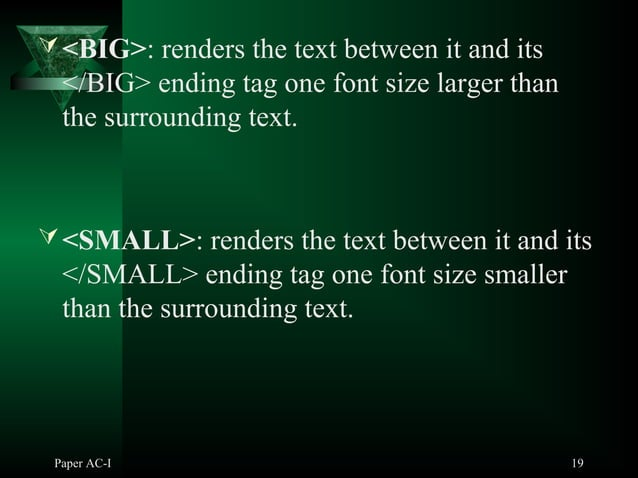 <BIG>: renders the text between it and its
</BIG> ending tag one font size larger than
the surrounding text.
<SMALL>: renders the text between it and its
</SMALL> ending tag one font size smaller
than the surrounding text.
Paper AC-I
19